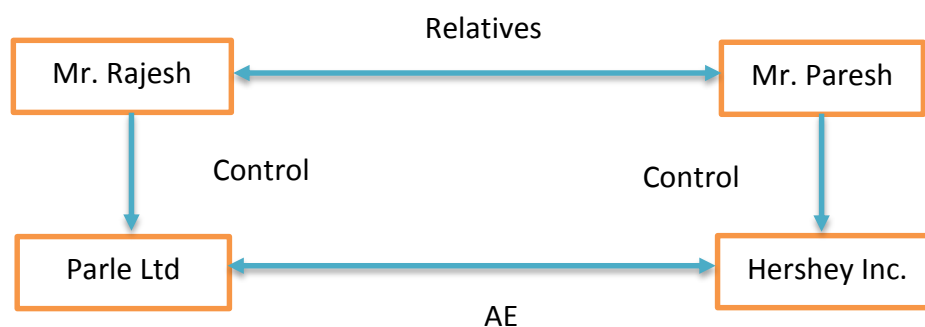 Relatives
Mr. Rajesh
Mr. Paresh
Control
Control
Parle Ltd
Hershey Inc.
AE